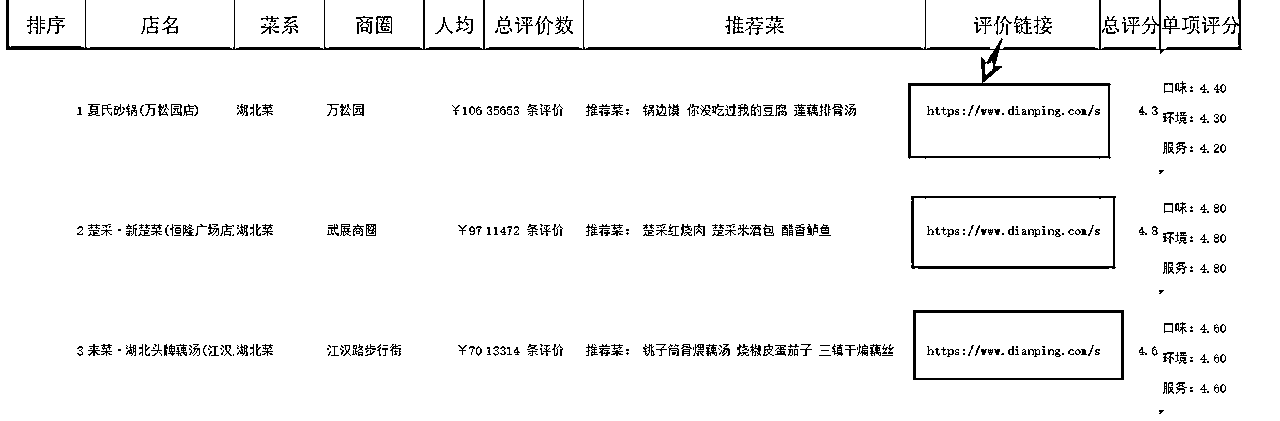 排序 店名 菜系 商圈 人均 总评价数 推荐菜 评价链接 总评分 单项评分
口味: 4.40
1 夏氏砂锅(万松园店) 湖北菜 万松园 ￥106 35653 条评价 推荐菜: 锅边馍 你没吃过我的豆腐 莲藕排骨汤 https://www.dianping.com/s 4.3 环境: 4.30
服务: 4.20
口味: 4.80
2 楚采·新楚菜(恒隆广场店 湖北菜 武展商圈 ￥97 11472 条评价 推荐菜: 楚采红烧肉 楚采米酒包 醋香鲈鱼 https://www.dianping.com/s 4.8 环境: 4.80
服务: 4.80
口味: 4.60
3 来菜·湖北头牌藕汤(江汉 湖北菜 江汉路步行街 ￥70 13314 条评价 推荐菜: 铫子筒骨煨藕汤 烧椒皮蛋茄子 三镇干煸藕丝 https://www.dianping.com/s 4.6 环境: 4.60
服务: 4.60